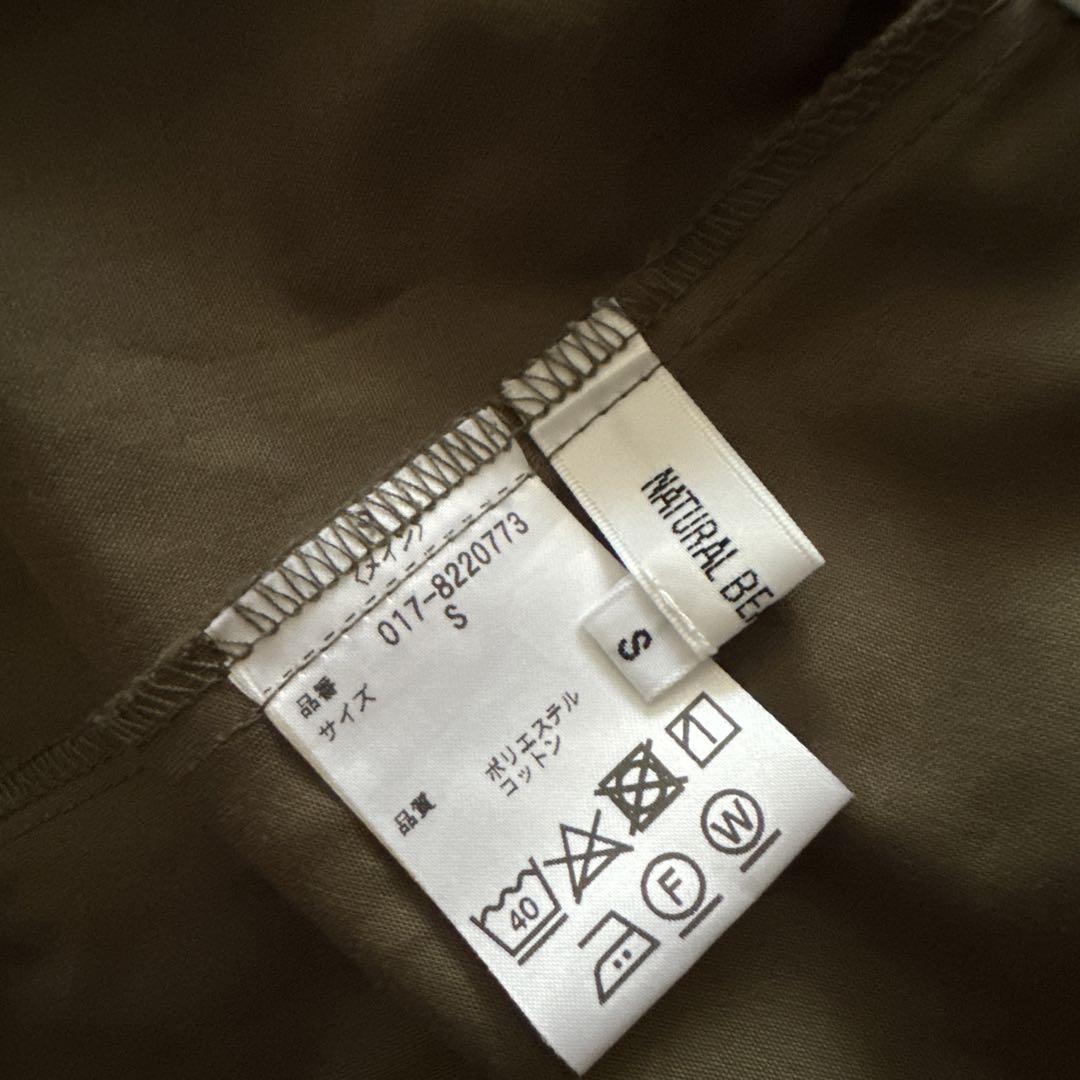 〈メイン〉
品番 017-8220773
サイズ S
品質 ポリエステル
コットン
40
F
W
NATURAL BE
S